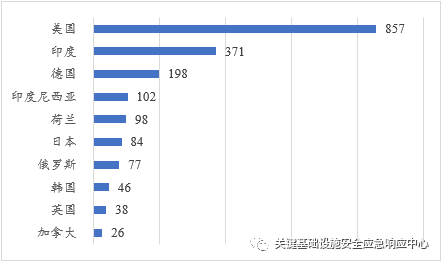 美国 857
印度 371
德国 198
印度尼西亚 102
荷兰 98
日本 84
俄罗斯 77
韩国 46
英国 38
加拿大 26
关键基础设施安全应急响应中心